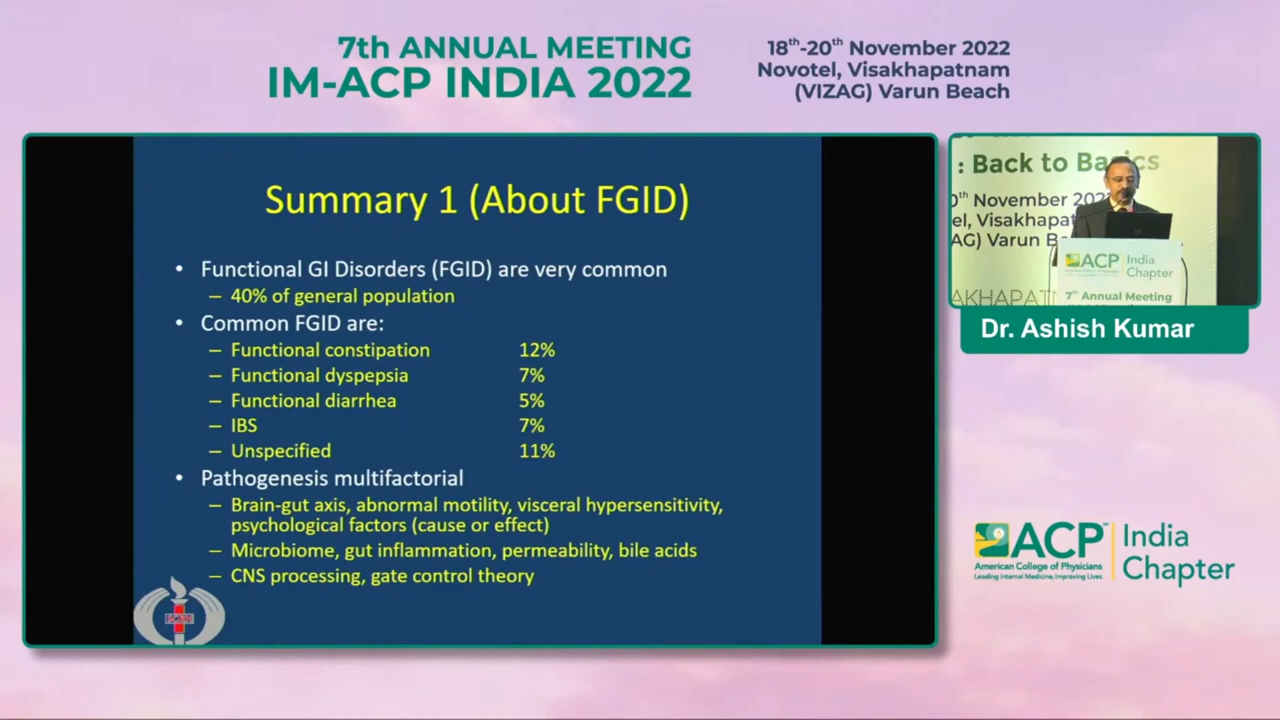 7th ANNUAL MEETING
IM-ACP INDIA 2022
18th-20th November 2022
Novotel, Visakhapatnam
(VIZAG) Varun Beach
Summary 1 (About FGID)
• Functional GI Disorders (FGID) are very common
– 40% of general population
• Common FGID are:
– Functional constipation 12%
– Functional dyspepsia 7%
– Functional diarrhea 5%
– IBS 7%
– Unspecified 11%
• Pathogenesis multifactorial
– Brain-gut axis, abnormal motility, visceral hypersensitivity,
psychological factors (cause or effect)
– Microbiome, gut inflammation, permeability, bile acids
– CNS processing, gate control theory
: Back to Basics
th November 202
el, Visakhapat
AG) Varun B
AKHAPAT
ACP India
Chapter
7th Annual Meeting
Dr. Ashish Kumar
ACP™
American College of Physicians
Leading Internal Medicine, Improving Lives
India
Chapter